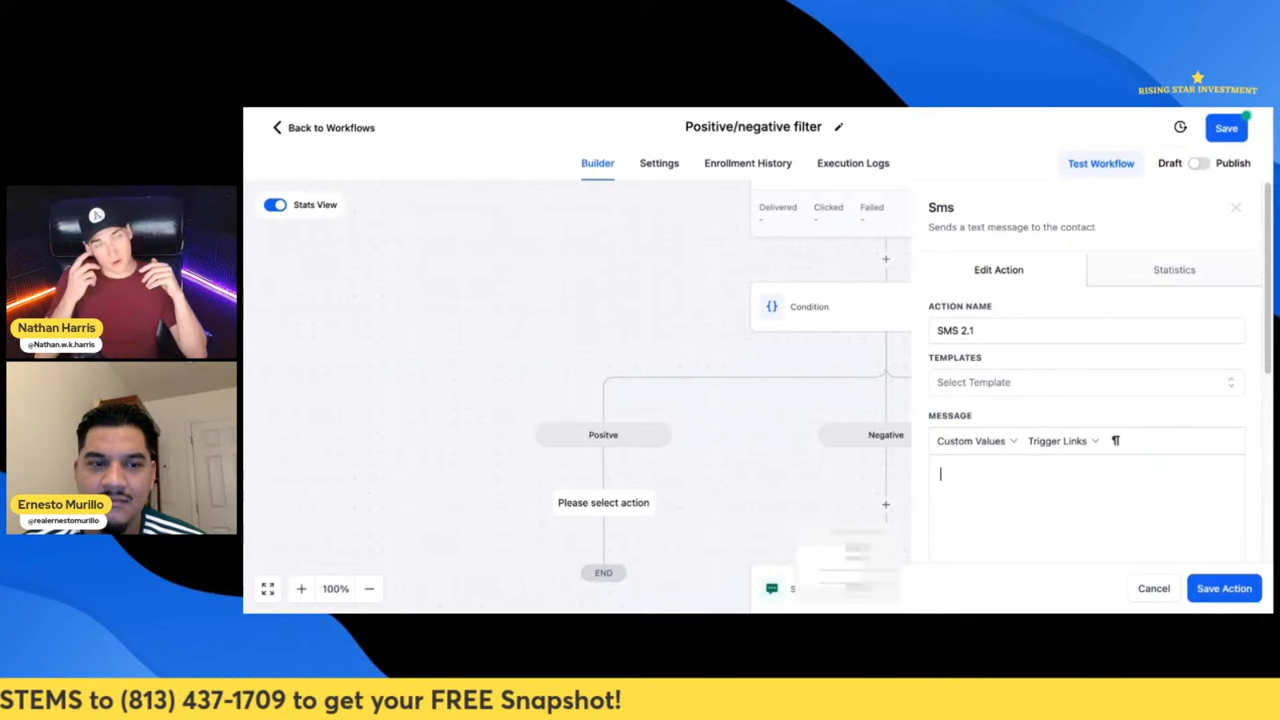 RISING STAR INVESTMENT
Back to Workflows
Positive/negative filter
Save
Builder
Settings
Enrollment History
Execution Logs
Test Workflow
Draft
Publish
Stats View
Delivered
Clicked
Failed
-
-
-
Condition
Positve
Negative
Please select action
END
100%
Sms
Sends a text message to the contact
Edit Action
Statistics
ACTION NAME
SMS 2.1
TEMPLATES
Select Template
MESSAGE
Custom Values
Trigger Links
¶
Cancel
Save Action
Nathan Harris
@Nathan.w.k.harris
Ernesto Murillo
@realernestomurillo
STEMS to (813) 437-1709 to get your FREE Snapshot!